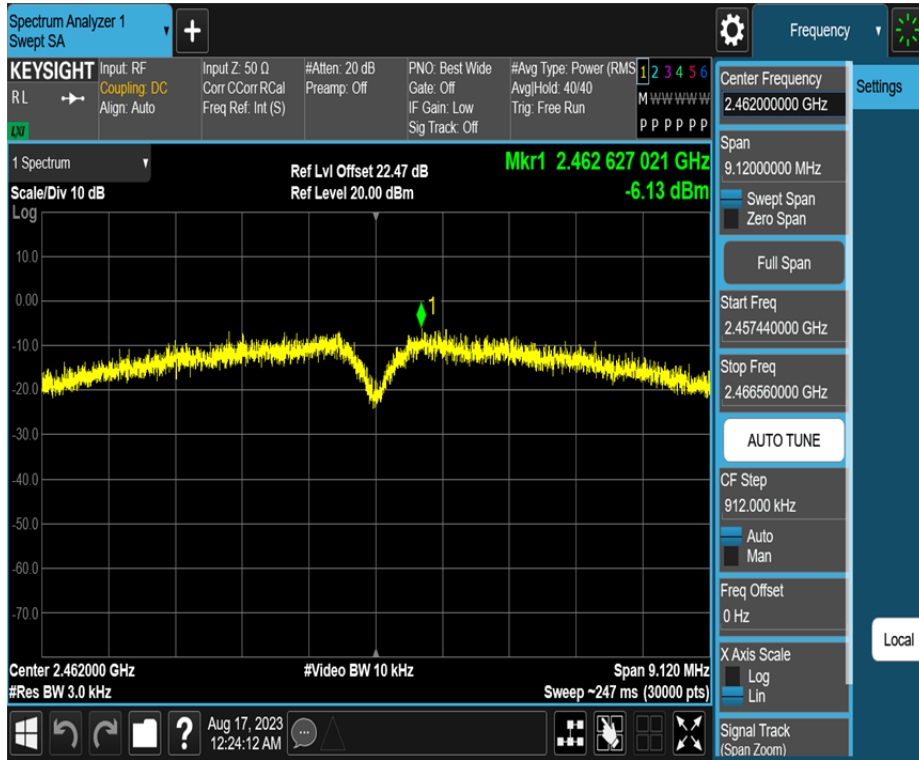 Spectrum Analyzer 1
Swept SA
+
Frequency
KEYSIGHT
RL
LXI
Input: RF
Coupling: DC
Align: Auto
Input Z: 50 Ω
Corr CCorr RCal
Freq Ref: Int (S)
#Atten: 20 dB
Preamp: Off
PNO: Best Wide
Gate: Off
IF Gain: Low
Sig Track: Off
#Avg Type: Power (RMS
Avg|Hold: 40/40
Trig: Free Run
1 2 3 4 5 6
M W W W W W
P P P P P P
1 Spectrum
Scale/Div 10 dB
Log
Ref Lvl Offset 22.47 dB
Ref Level 20.00 dBm
Mkr1 2.462 627 021 GHz
-6.13 dBm
10.0
0.00
-10.0
-20.0
-30.0
-40.0
-50.0
-60.0
-70.0
1
Center 2.462000 GHz
#Res BW 3.0 kHz
#Video BW 10 kHz
Span 9.120 MHz
Sweep ~247 ms (30000 pts)
?
Aug 17, 2023
12:24:12 AM
Center Frequency
2.462000000 GHz
Span
9.12000000 MHz
Swept Span
Zero Span
Full Span
Start Freq
2.457440000 GHz
Stop Freq
2.466560000 GHz
AUTO TUNE
CF Step
912.000 kHz
Auto
Man
Freq Offset
0 Hz
X Axis Scale
Log
Lin
Signal Track
(Span Zoom)
Settings
Local